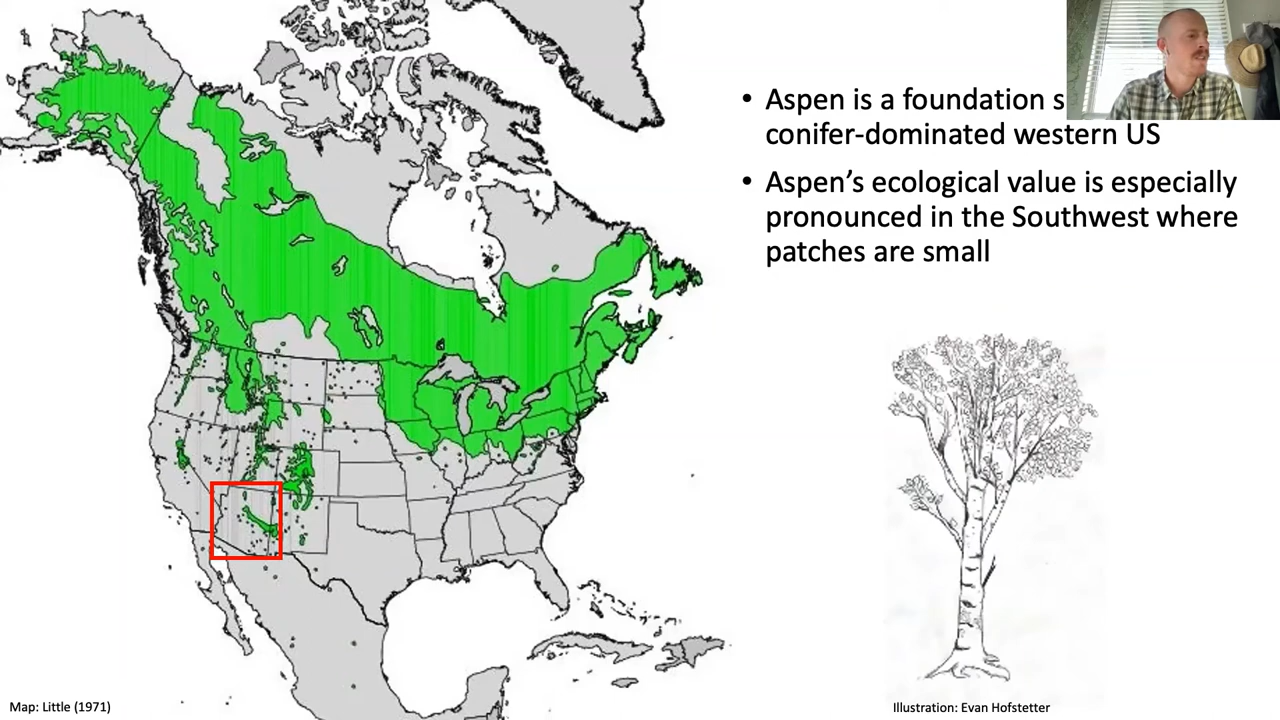 • Aspen is a foundation s
conifer-dominated western US
• Aspen’s ecological value is especially
pronounced in the Southwest where
patches are small
Map: Little (1971)
Illustration: Evan Hofstetter